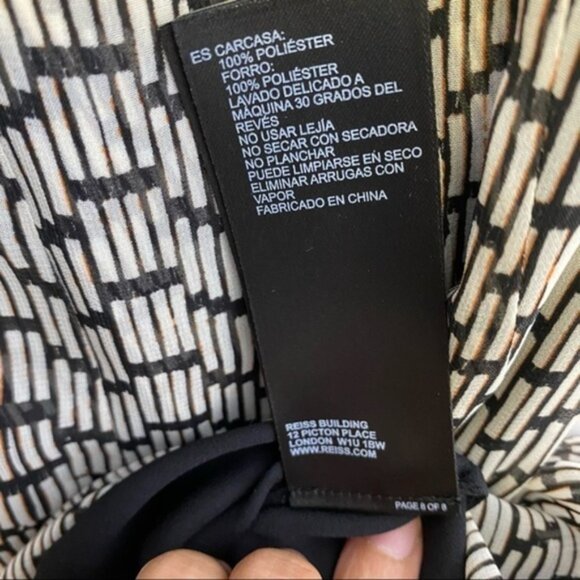 ES CARCASA:
100% POLIÉSTER
FORRO:
100% POLIÉSTER
LAVADO DELICADO A
MÁQUINA 30 GRADOS DEL
REVÉS
NO USAR LEJÍA
NO SECAR CON SECADORA
NO PLANCHAR
PUEDE LIMPIARSE EN SECO
ELIMINAR ARRUGAS CON
VAPOR
FABRICADO EN CHINA
REISS BUILDING
12 PICTON PLACE
LONDON W1U 1BW
WWW.REISS.COM
PAGE 8 OF 8